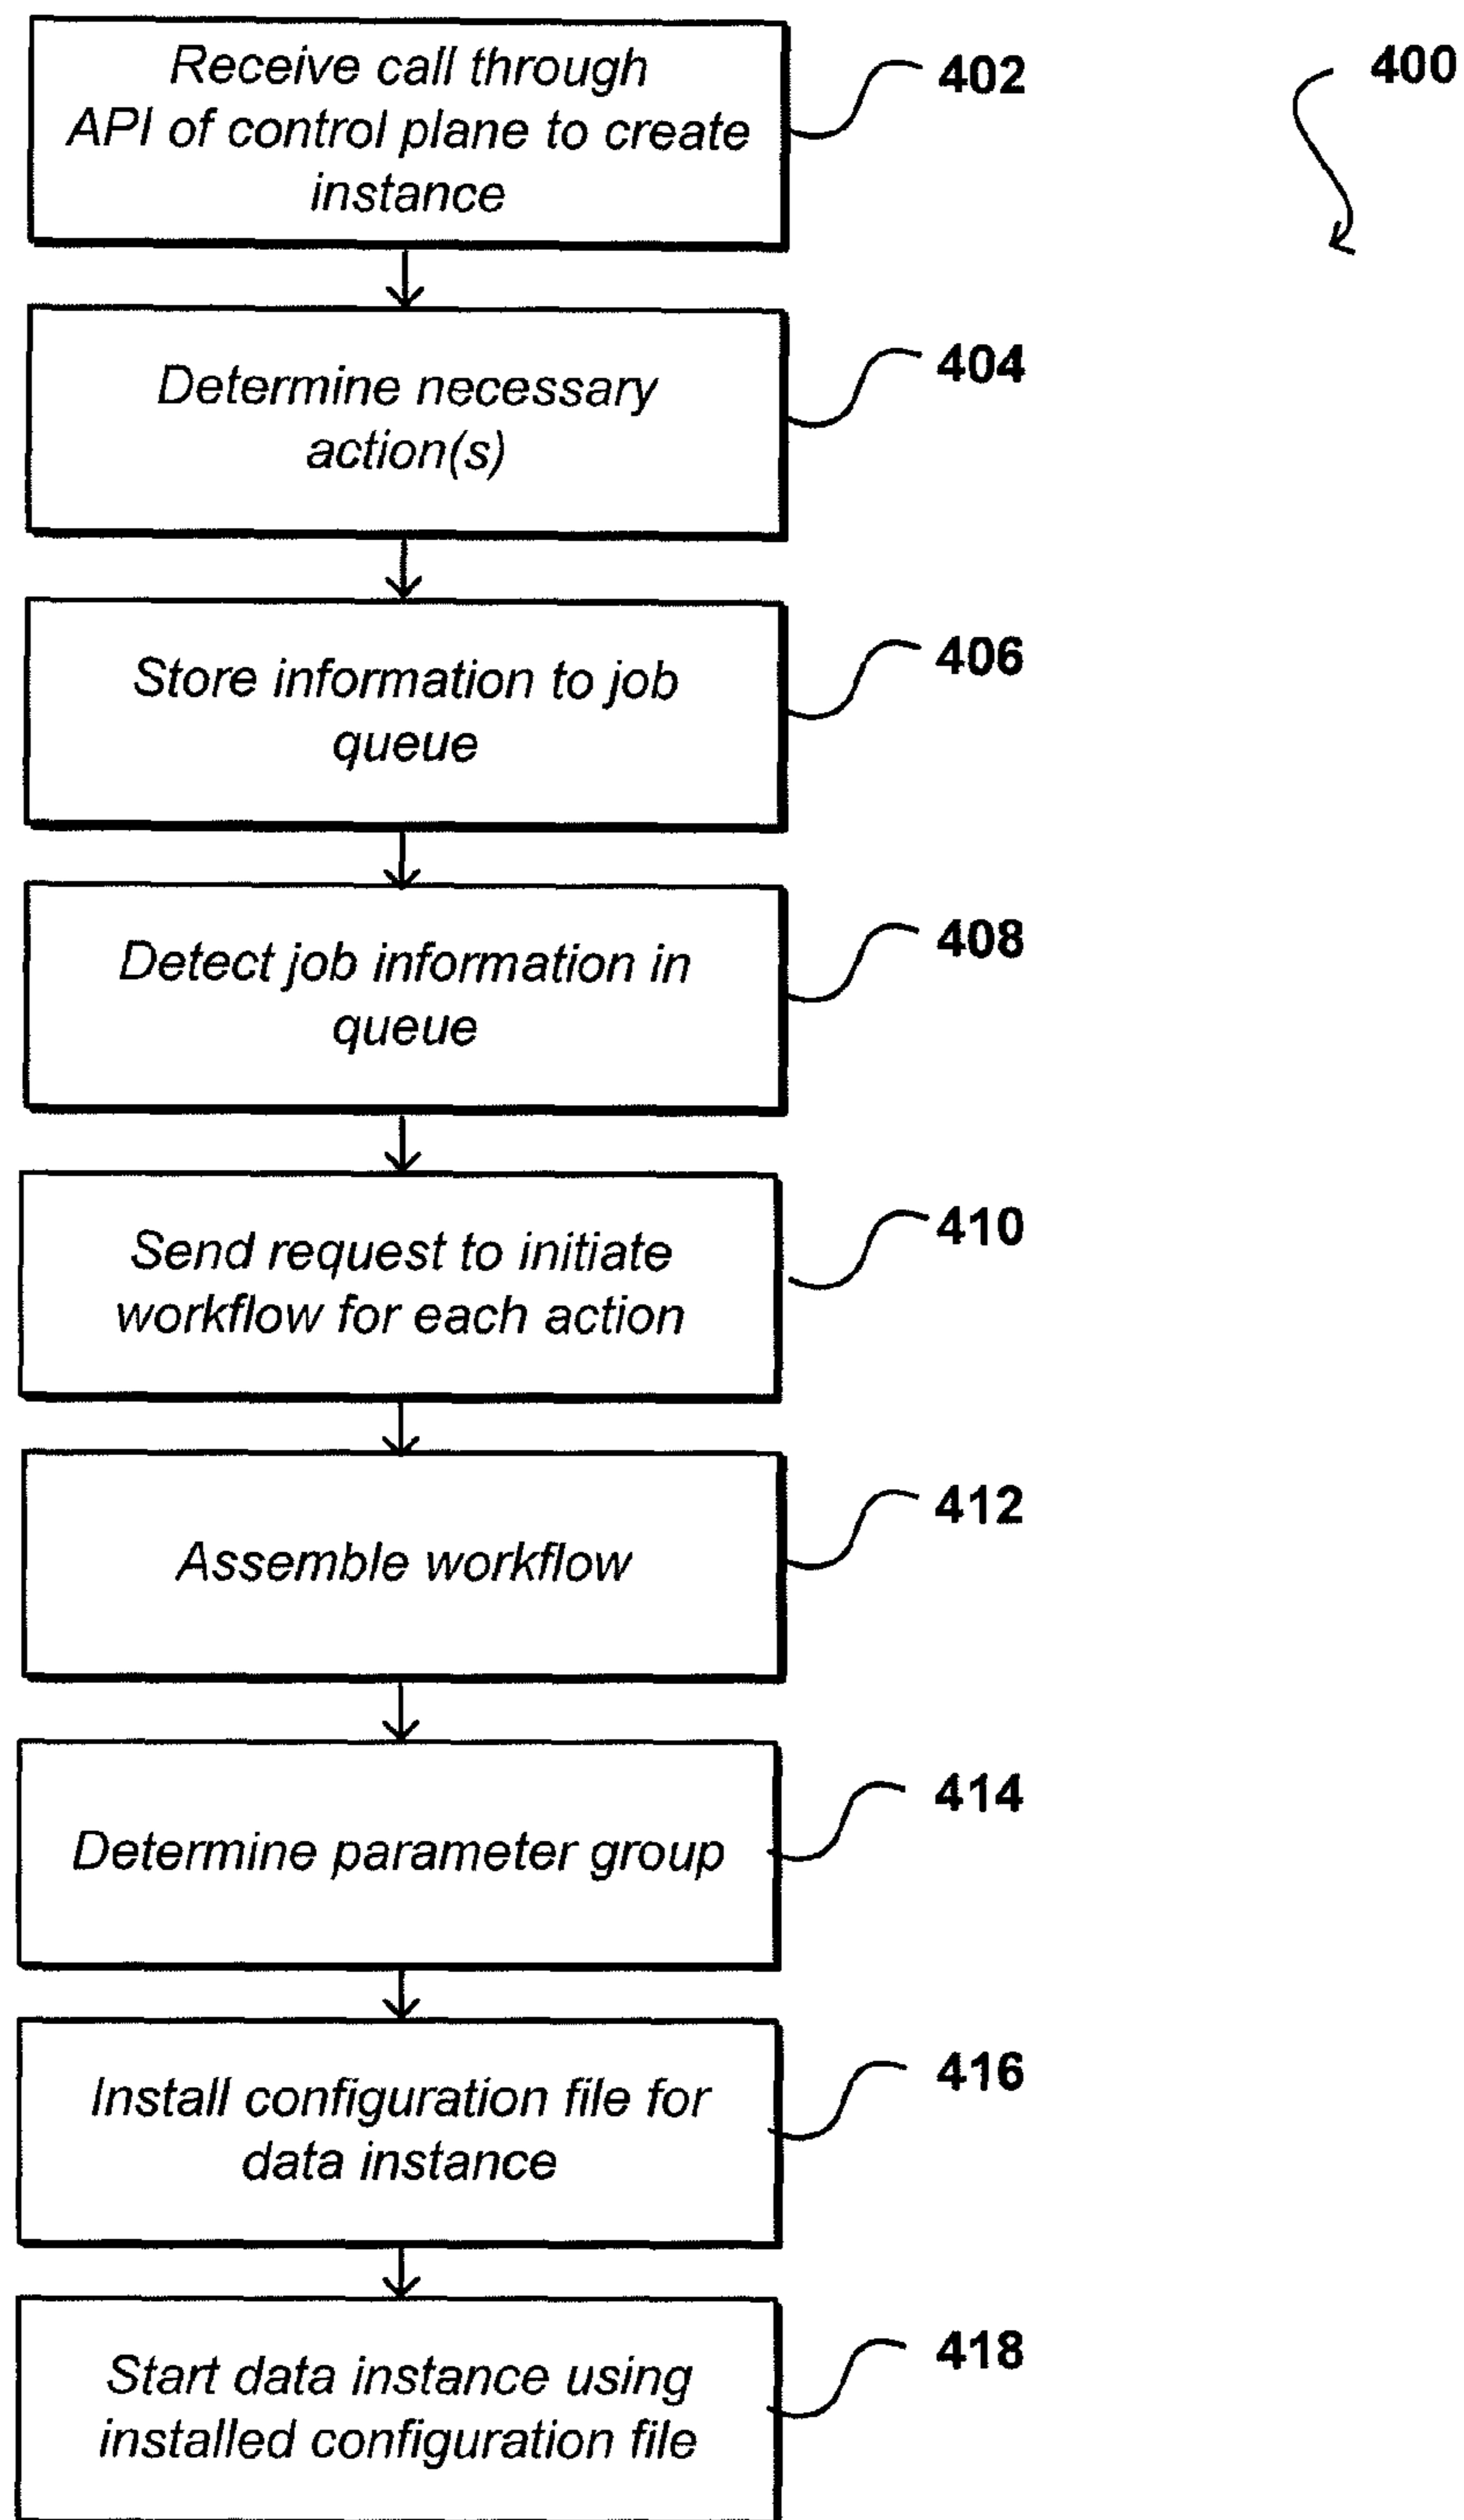 Receive call through
API of control plane to create
instance
402
400
Determine necessary
action(s)
404
Store information to job
queue
406
Detect job information in
queue
408
Send request to initiate
workflow for each action
410
Assemble workflow
412
Determine parameter group
414
Install configuration file for
data instance
416
Start data instance using
installed configuration file
418